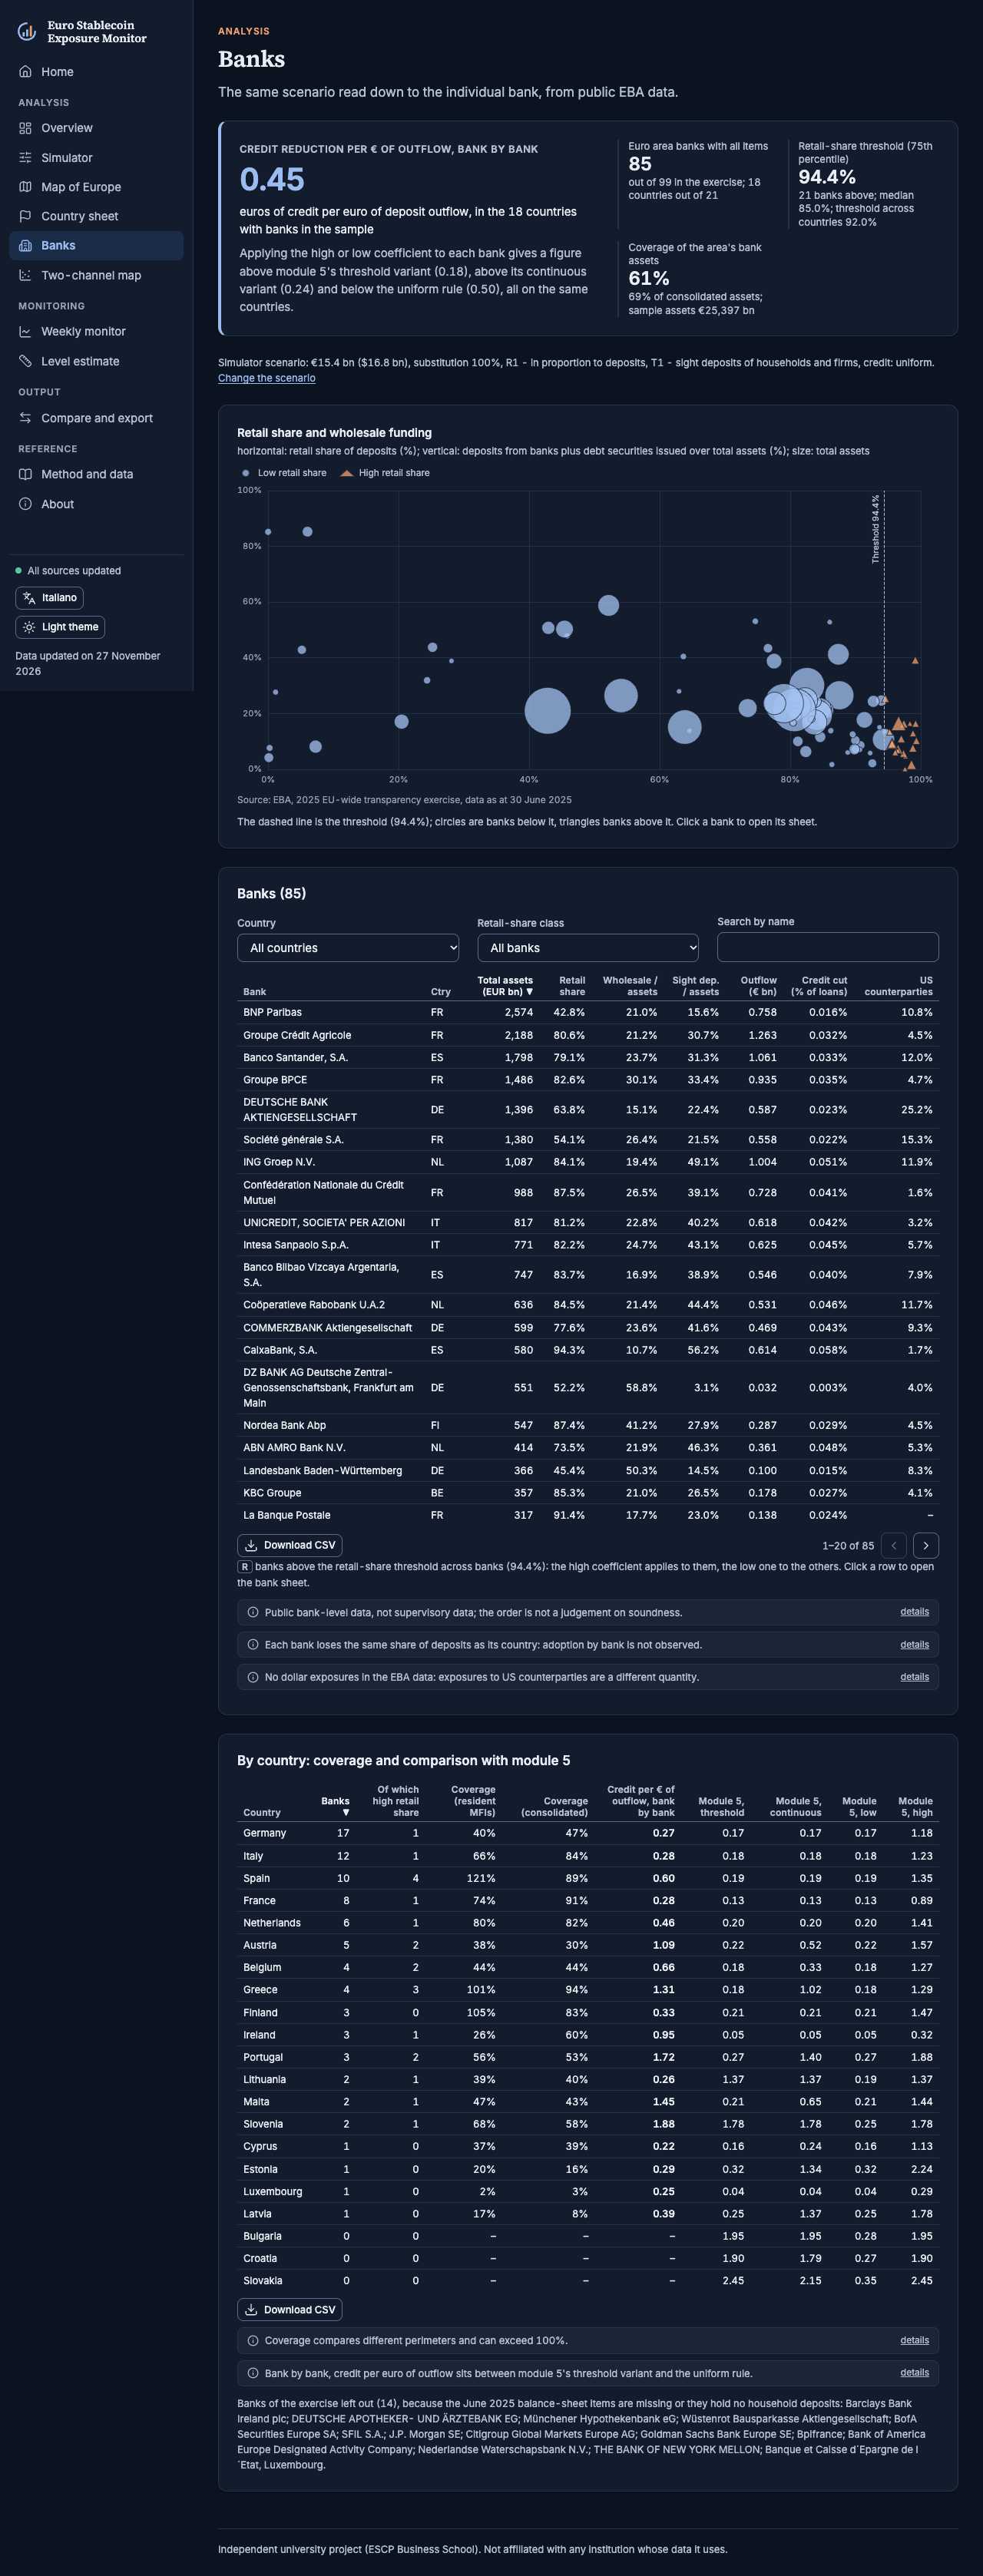 Euro Stablecoin
Exposure Monitor
Home
ANALYSIS
Overview
Simulator
Map of Europe
Country sheet
Banks
Two-channel map
MONITORING
Weekly monitor
Level estimate
OUTPUT
Compare and export
REFERENCE
Method and data
About
All sources updated
Italiano
Light theme
Data updated on 27 November
2026
ANALYSIS
Banks
The same scenario read down to the individual bank, from public EBA data.
CREDIT REDUCTION PER € OF OUTFLOW, BANK BY BANK
0.45
euros of credit per euro of deposit outflow, in the 18 countries
with banks in the sample
Applying the high or low coefficient to each bank gives a figure
above module 5's threshold variant (0.18), above its continuous
variant (0.24) and below the uniform rule (0.50), all on the same
countries.
Euro area banks with all items
85
out of 99 in the exercise; 18
countries out of 21
Retail-share threshold (75th
percentile)
94.4%
21 banks above; median
85.0%; threshold across
countries 92.0%
Coverage of the area's bank
assets
61%
69% of consolidated assets;
sample assets €25,397 bn
Simulator scenario: €15.4 bn ($16.8 bn), substitution 100%, R1 - in proportion to deposits, T1 - sight deposits of households and firms, credit: uniform.
Change the scenario
Retail share and wholesale funding
horizontal: retail share of deposits (%); vertical: deposits from banks plus debt securities issued over total assets (%); size: total assets
Low retail share High retail share
100%
80%
60%
40%
20%
0%
Threshold 94.4%
0% 20% 40% 60% 80% 100%
Source: EBA, 2025 EU-wide transparency exercise, data as at 30 June 2025
The dashed line is the threshold (94.4%); circles are banks below it, triangles banks above it. Click a bank to open its sheet.
Banks (85)
Country Retail-share class Search by name
All countries All banks
Bank Ctry Total assets (EUR bn) ▼ Retail share Wholesale / assets Sight dep. / assets Outflow (€ bn) Credit cut (% of loans) US counterparties
BNP Paribas FR 2,574 42.8% 21.0% 15.6% 0.758 0.016% 10.8%
Groupe Crédit Agricole FR 2,188 80.6% 21.2% 30.7% 1.263 0.032% 4.5%
Banco Santander, S.A. ES 1,798 79.1% 23.7% 31.3% 1.061 0.033% 12.0%
Groupe BPCE FR 1,486 82.6% 30.1% 33.4% 0.935 0.035% 4.7%
DEUTSCHE BANK
AKTIENGESELLSCHAFT DE 1,396 63.8% 15.1% 22.4% 0.587 0.023% 25.2%
Société générale S.A. FR 1,380 54.1% 26.4% 21.5% 0.558 0.022% 15.3%
ING Groep N.V. NL 1,087 84.1% 19.4% 49.1% 1.004 0.051% 11.9%
Confédération Nationale du Crédit
Mutuel FR 988 87.5% 26.5% 39.1% 0.728 0.041% 1.6%
UNICREDIT, SOCIETA' PER AZIONI IT 817 81.2% 22.8% 40.2% 0.618 0.042% 3.2%
Intesa Sanpaolo S.p.A. IT 771 82.2% 24.7% 43.1% 0.625 0.045% 5.7%
Banco Bilbao Vizcaya Argentaria,
S.A. ES 747 83.7% 16.9% 38.9% 0.546 0.040% 7.9%
Coöperatieve Rabobank U.A.2 NL 636 84.5% 21.4% 44.4% 0.531 0.046% 11.7%
COMMERZBANK Aktiengesellschaft DE 599 77.6% 23.6% 41.6% 0.469 0.043% 9.3%
CaixaBank, S.A. ES 580 94.3% 10.7% 56.2% 0.614 0.058% 1.7%
DZ BANK AG Deutsche Zentral-
Genossenschaftsbank, Frankfurt am
Main DE 551 52.2% 58.8% 3.1% 0.032 0.003% 4.0%
Nordea Bank Abp FI 547 87.4% 41.2% 27.9% 0.287 0.029% 4.5%
ABN AMRO Bank N.V. NL 414 73.5% 21.9% 46.3% 0.361 0.048% 5.3%
Landesbank Baden-Württemberg DE 366 45.4% 50.3% 14.5% 0.100 0.015% 8.3%
KBC Groupe BE 357 85.3% 21.0% 26.5% 0.178 0.027% 4.1%
La Banque Postale FR 317 91.4% 17.7% 23.0% 0.138 0.024% –
Download CSV 1–20 of 85
R banks above the retail-share threshold across banks (94.4%): the high coefficient applies to them, the low one to the others. Click a row to open
the bank sheet.
Public bank-level data, not supervisory data; the order is not a judgement on soundness. details
Each bank loses the same share of deposits as its country: adoption by bank is not observed. details
No dollar exposures in the EBA data: exposures to US counterparties are a different quantity. details
By country: coverage and comparison with module 5
Country Banks ▼ Of which high retail share Coverage (resident MFIs) Coverage (consolidated) Credit per € of outflow, bank by bank Module 5, threshold Module 5, continuous Module 5, low Module 5, high
Germany 17 1 40% 47% 0.27 0.17 0.17 0.17 1.18
Italy 12 1 66% 84% 0.28 0.18 0.18 0.18 1.23
Spain 10 4 121% 89% 0.60 0.19 0.19 0.19 1.35
France 8 1 74% 91% 0.28 0.13 0.13 0.13 0.89
Netherlands 6 1 80% 82% 0.46 0.20 0.20 0.20 1.41
Austria 5 2 38% 30% 1.09 0.22 0.52 0.22 1.57
Belgium 4 2 44% 44% 0.66 0.18 0.33 0.18 1.27
Greece 4 3 101% 94% 1.31 0.18 1.02 0.18 1.29
Finland 3 0 105% 83% 0.33 0.21 0.21 0.21 1.47
Ireland 3 1 26% 60% 0.95 0.05 0.05 0.05 0.32
Portugal 3 2 56% 53% 1.72 0.27 1.40 0.27 1.88
Lithuania 2 1 39% 40% 0.26 1.37 1.37 0.19 1.37
Malta 2 1 47% 43% 1.45 0.21 0.65 0.21 1.44
Slovenia 2 1 68% 58% 1.88 1.78 1.78 0.25 1.78
Cyprus 1 0 37% 39% 0.22 0.16 0.24 0.16 1.13
Estonia 1 0 20% 16% 0.29 0.32 1.34 0.32 2.24
Luxembourg 1 0 2% 3% 0.25 0.04 0.04 0.04 0.29
Latvia 1 0 17% 8% 0.39 0.25 1.37 0.25 1.78
Bulgaria 0 0 – – – 1.95 1.95 0.28 1.95
Croatia 0 0 – – – 1.90 1.79 0.27 1.90
Slovakia 0 0 – – – 2.45 2.15 0.35 2.45
Download CSV
Coverage compares different perimeters and can exceed 100%. details
Bank by bank, credit per euro of outflow sits between module 5's threshold variant and the uniform rule. details
Banks of the exercise left out (14), because the June 2025 balance-sheet items are missing or they hold no household deposits: Barclays Bank
Ireland plc; DEUTSCHE APOTHEKER- UND ÄRZTEBANK EG; Münchener Hypothekenbank eG; Wüstenrot Bausparkasse Aktiengesellschaft; BofA
Securities Europe SA; SFIL S.A.; J.P. Morgan SE; Citigroup Global Markets Europe AG; Goldman Sachs Bank Europe SE; Bpifrance; Bank of America
Europe Designated Activity Company; Nederlandse Waterschapsbank N.V.; THE BANK OF NEW YORK MELLON; Banque et Caisse d´Epargne de l
´Etat, Luxembourg.
Independent university project (ESCP Business School). Not affiliated with any institution whose data it uses.